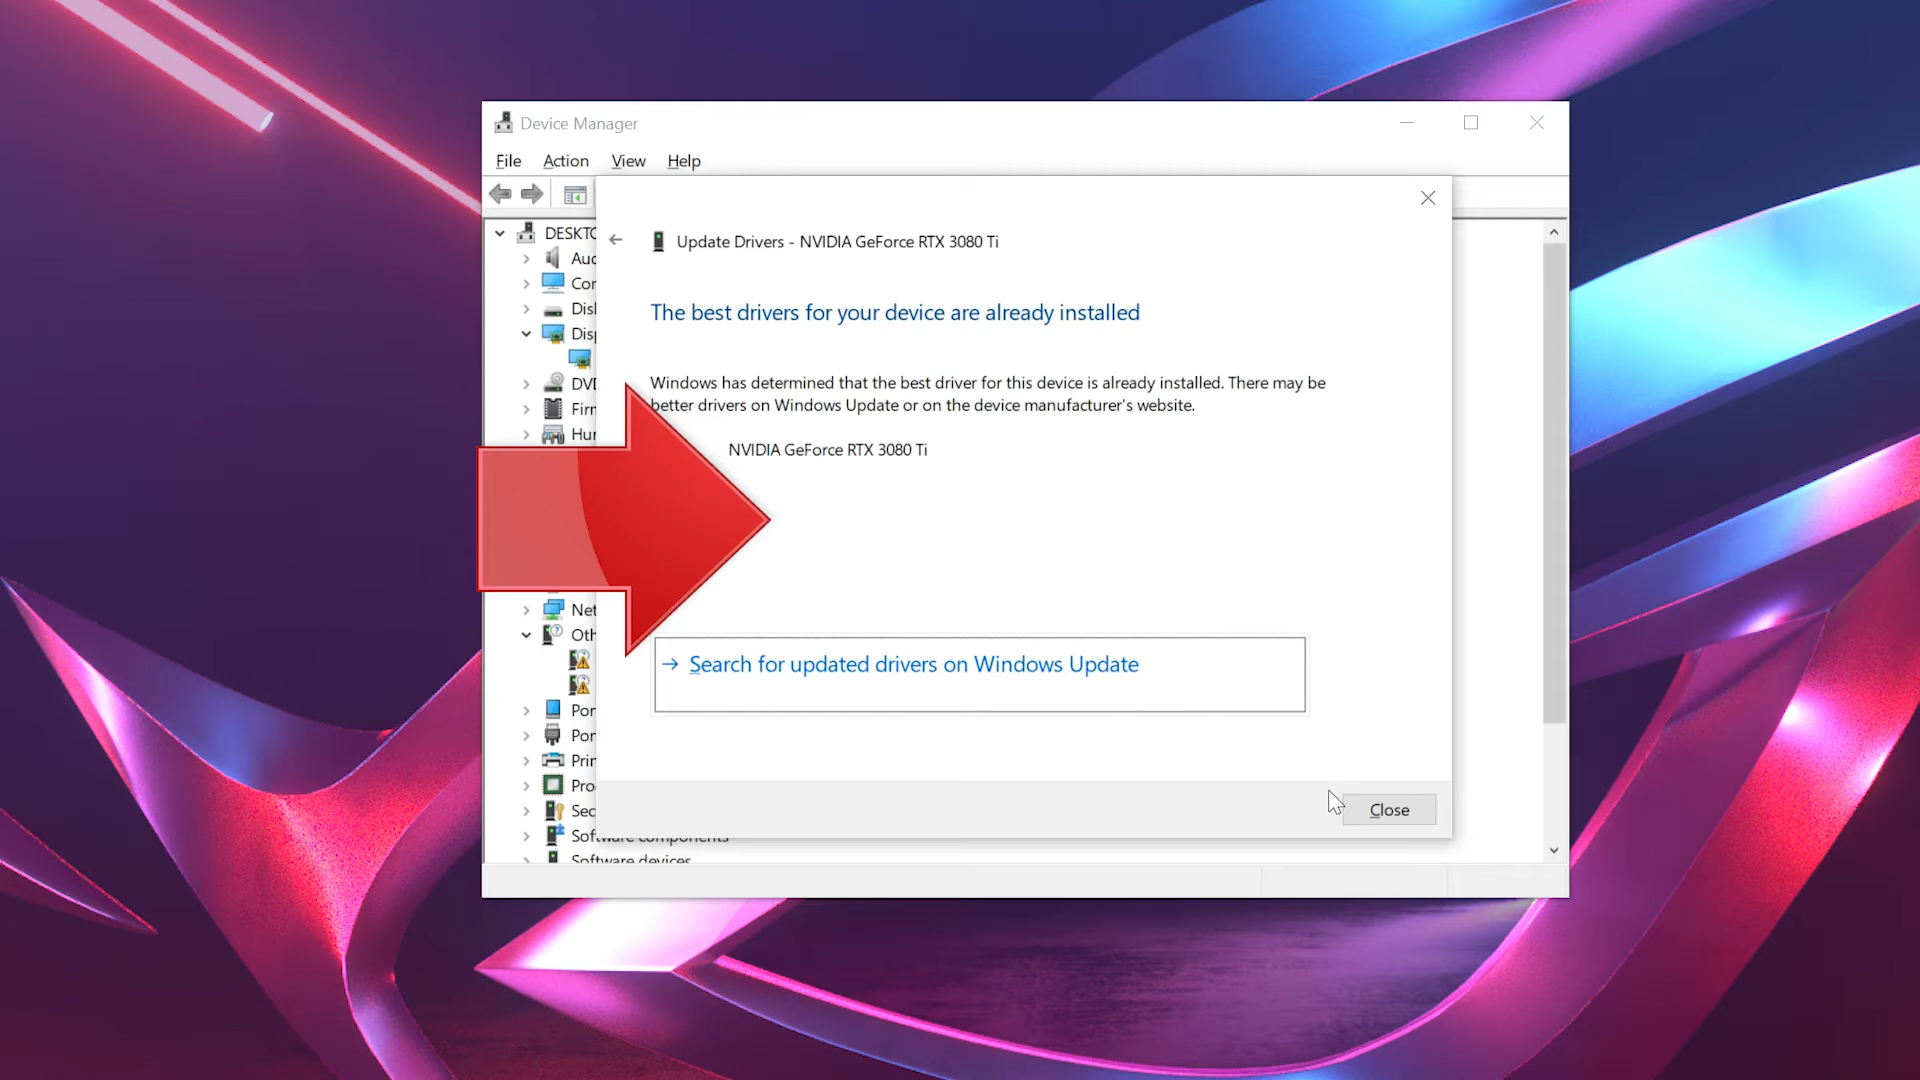 Device Manager
File Action View Help
Update Drivers - NVIDIA GeForce RTX 3080 Ti
The best drivers for your device are already installed
Windows has determined that the best driver for this device is already installed. There may be
better drivers on Windows Update or on the device manufacturer's website.
NVIDIA GeForce RTX 3080 Ti
Search for updated drivers on Windows Update
Close
Software components
Software devices